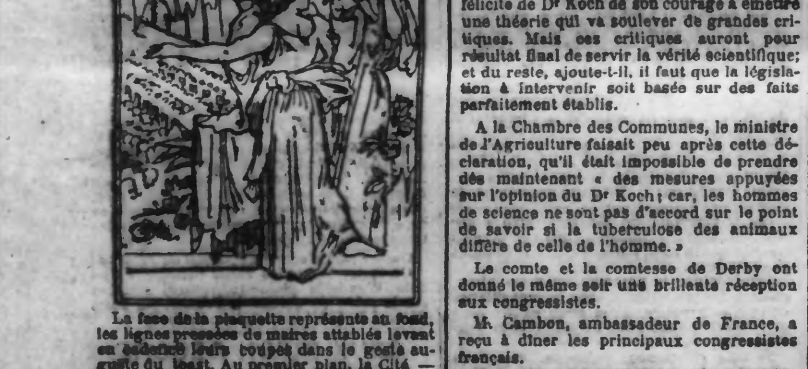 La face de la plaquette représente au fond,
les lignes pressées de maires attablés levant
en cadence leurs coupes dans le geste au-
guste du toast. Au premier plan, la Cité —
félicite de Dr Koch de son courage à émettre
une théorie qui va soulever de grandes cri-
tiques. Mais ces critiques auront pour
résultat final de servir la vérité scientifique;
et du reste, ajoute-t-il, il faut que la législa-
tion à intervenir soit basée sur des faits
parfaitement établis.
A la Chambre des Communes, le ministre
de l'Agriculture faisait peu après cette dé-
claration, qu'il était impossible de prendre
dès maintenant « des mesures appuyées
sur l'opinion du Dr Koch; car, les hommes
de science ne sont pas d'accord sur le point
de savoir si la tuberculose des animaux
diffère de celle de l'homme. »
Le comte et la comtesse de Derby ont
donné le même soir une brillante réception
aux congressistes.
M. Cambon, ambassadeur de France, a
reçu à dîner les principaux congressistes
français.